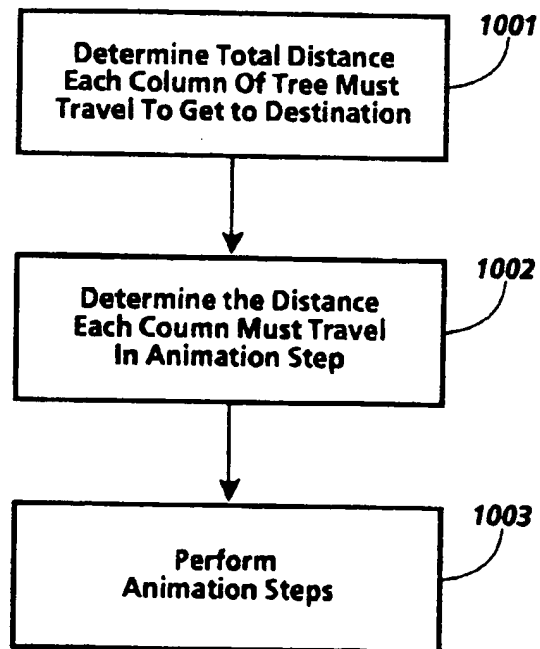 1001
Determine Total Distance
Each Column Of Tree Must
Travel To Get to Destination
1002
Determine the Distance
Each Coumn Must Travel
In Animation Step
1003
Perform
Animation Steps